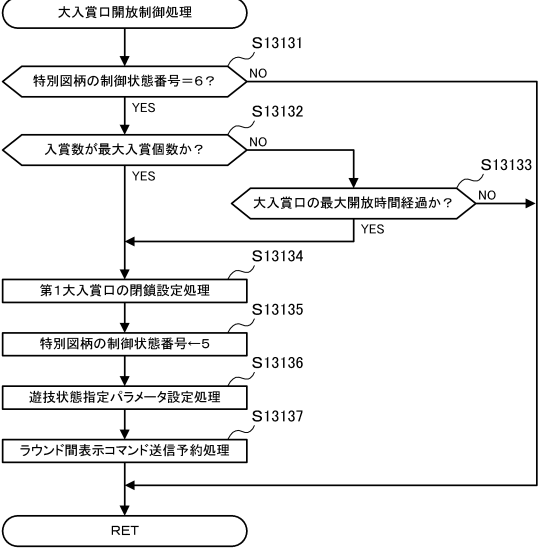 大入賞口開放制御処理
S13131
特別図柄の制御状態番号＝6？
NO
YES
S13132
入賞数が最大入賞個数か？
NO
YES
S13133
大入賞口の最大開放時間経過か？
NO
YES
S13134
第1大入賞口の閉鎖設定処理
S13135
特別図柄の制御状態番号←5
S13136
遊技状態指定パラメータ設定処理
S13137
ラウンド間表示コマンド送信予約処理
RET